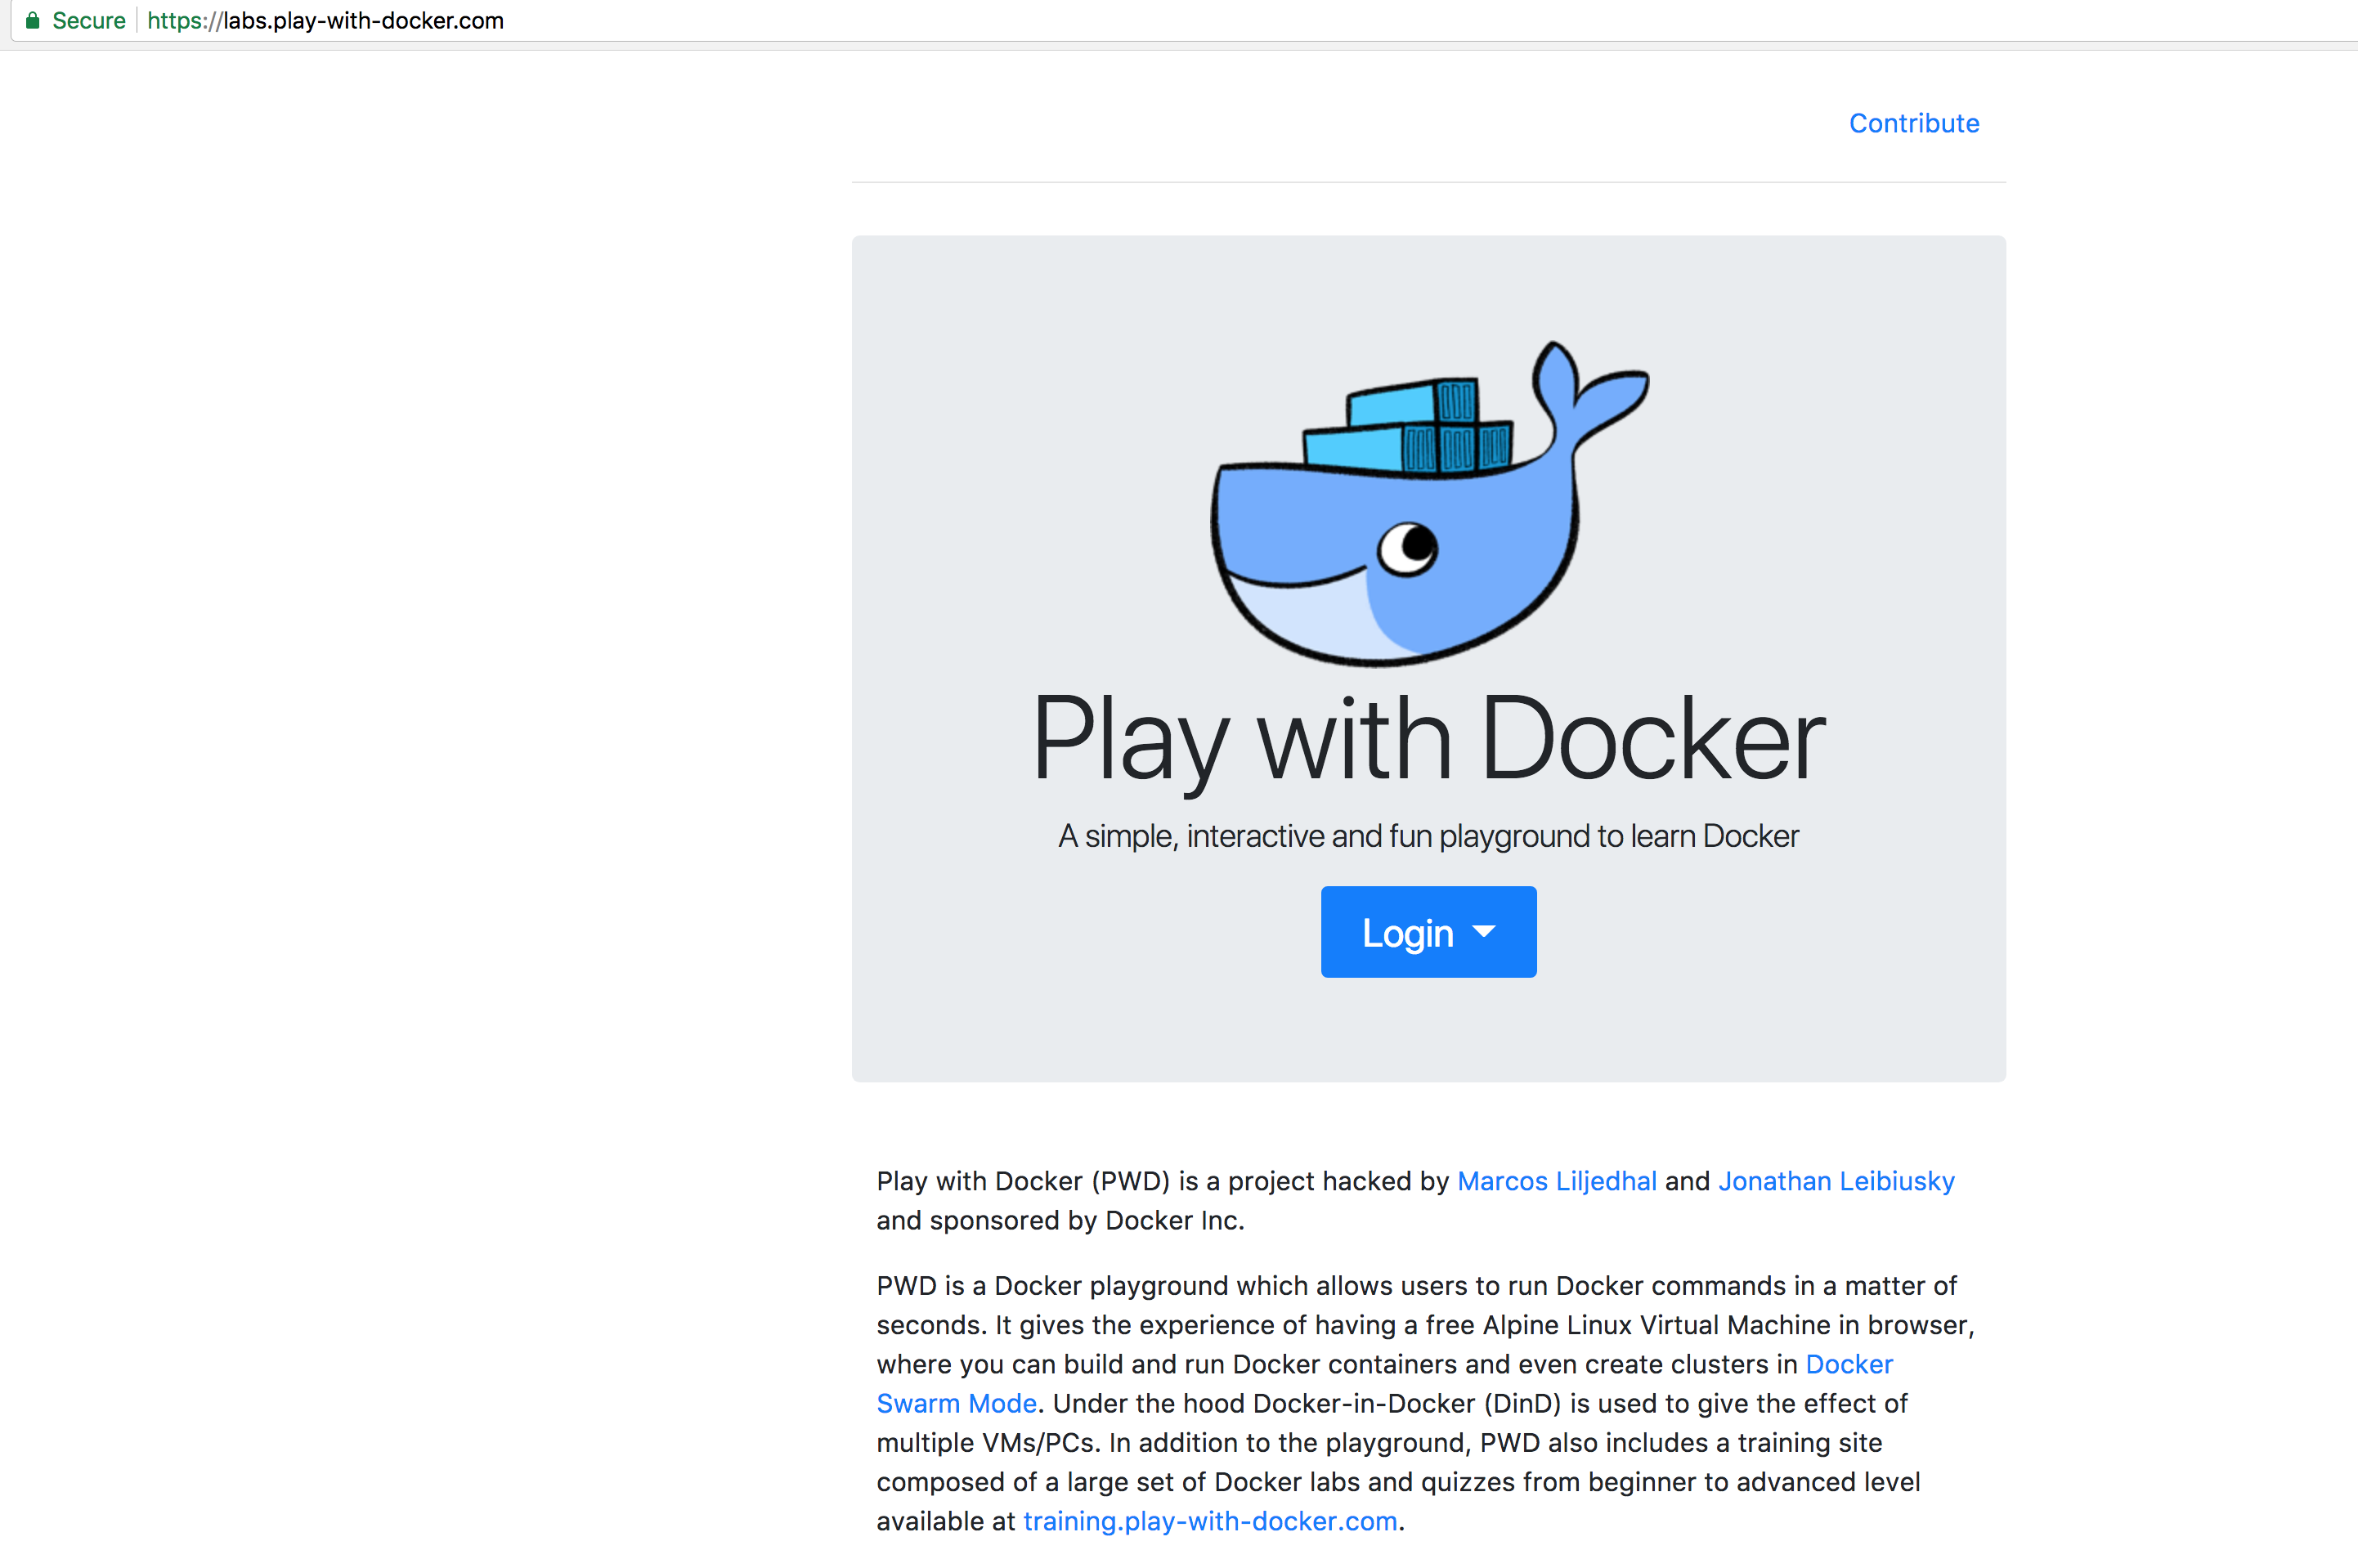 Secure https://labs.play-with-docker.com
Contribute
Play with Docker
A simple, interactive and fun playground to learn Docker
Login
Play with Docker (PWD) is a project hacked by Marcos Liljedhal and Jonathan Leibiusky
and sponsored by Docker Inc.
PWD is a Docker playground which allows users to run Docker commands in a matter of
seconds. It gives the experience of having a free Alpine Linux Virtual Machine in browser,
where you can build and run Docker containers and even create clusters in Docker
Swarm Mode. Under the hood Docker-in-Docker (DinD) is used to give the effect of
multiple VMs/PCs. In addition to the playground, PWD also includes a training site
composed of a large set of Docker labs and quizzes from beginner to advanced level
available at training.play-with-docker.com.